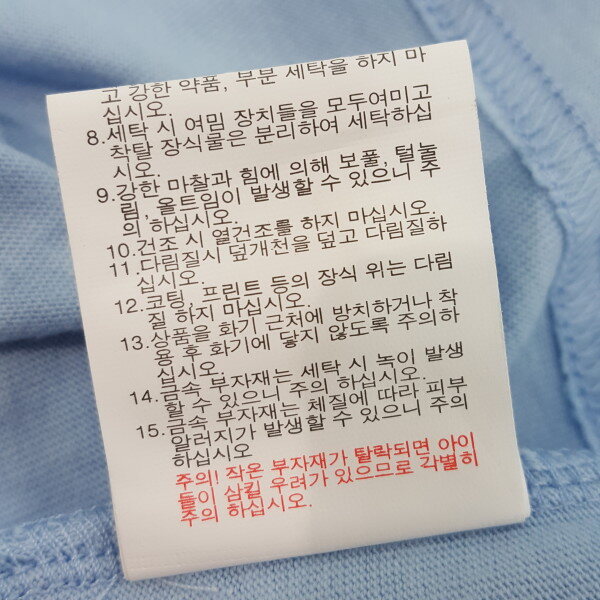 고 강한 약품, 부분 세탁을 하지 마
십시오.
8.세탁 시 여밈 장치들을 모두여미고
착탈 장식물은 분리하여 세탁하십
시오.
9.강한 마찰과 힘에 의해 보풀, 털눌
림, 올트임이 발생할 수 있으니 주
의 하십시오.
10.건조 시 열건조를 하지 마십시오.
11.다림질시 덮개천을 덮고 다림질하
십시오.
12.코팅, 프린트 등의 장식 위는 다림
질 하지 마십시오.
13.상품을 화기 근처에 방치하거나 착
용 후 화기에 닿지 않도록 주의하
십시오.
14.금속 부자재는 세탁 시 녹이 발생
할 수 있으니 주의 하십시오.
15.금속 부자재는 체질에 따라 피부
알러지가 발생할 수 있으니 주의
하십시오
주의! 작은 부자재가 탈락되면 아이
들이 삼킬 우려가 있으므로 각별히
주의 하십시오.